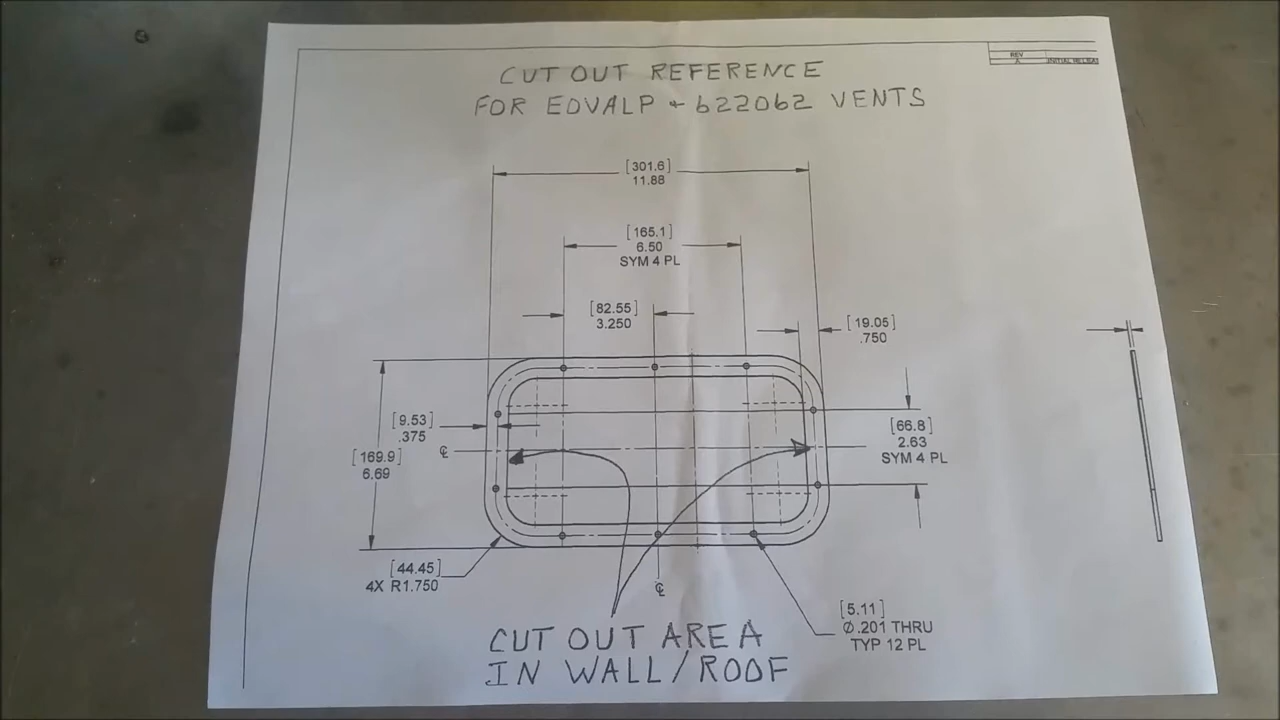 REV
A
CUT OUT REFERENCE
FOR EDVALP & 622062 VENTS
[301.6]
11.88
[165.1]
6.50
SYM 4 PL
[82.55]
3.250
[19.05]
.750
[9.53]
.375
[169.9]
6.69
[66.8]
2.63
SYM 4 PL
[44.45]
4X R1.750
[5.11]
Ø.201 THRU
TYP 12 PL
CUT OUT AREA
IN WALL/ROOF